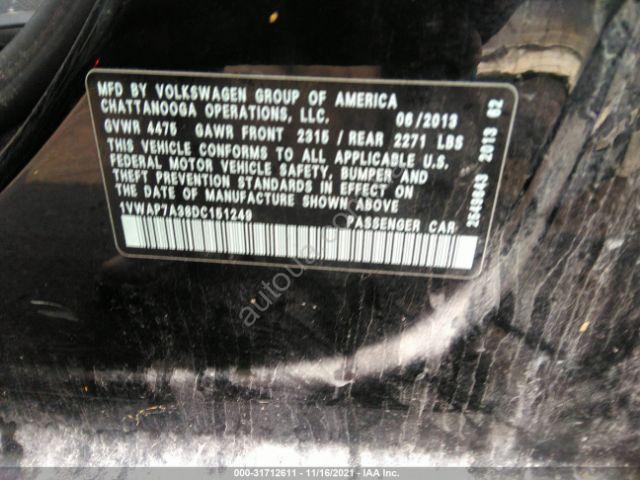 MFD BY VOLKSWAGEN GROUP OF AMERICA
CHATTANOOGA OPERATIONS, LLC. 06/2013
GVWR 4475 GAWR FRONT 2315 / REAR 2271 LBS
THIS VEHICLE CONFORMS TO ALL APPLICABLE U.S.
FEDERAL MOTOR VEHICLE SAFETY, BUMPER AND
THEFT PREVENTION STANDARDS IN EFFECT ON
THE DATE OF MANUFACTURE SHOWN ABOVE.
1VWAP7A38DC151249 PASSENGER CAR
2549843 2013 62
000-31712611 - 11/16/2021 - IAA Inc.